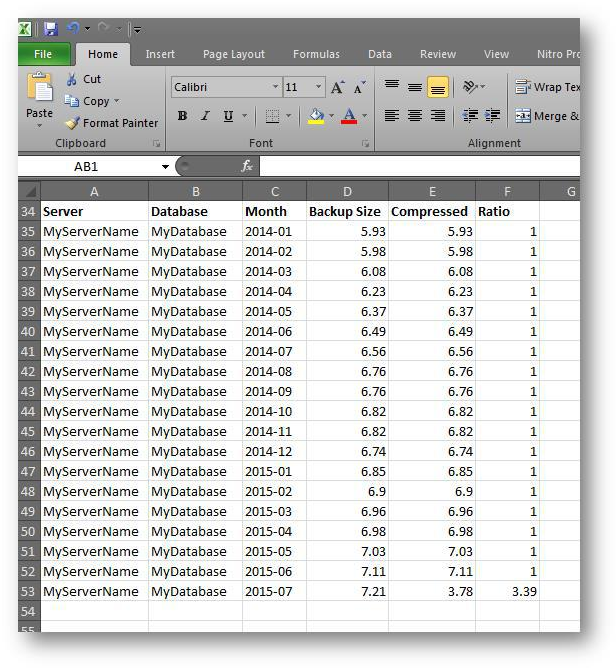 File Home Insert Page Layout Formulas Data Review View Nitro Pro
Cut
Calibri 11 A A Wrap Tex
Copy
Paste Format Painter B I U A Merge &
Clipboard Font Alignment
AB1 fx
A B C D E F G
34 Server Database Month Backup Size Compressed Ratio
35 MyServerName MyDatabase 2014-01 5.93 5.93 1
36 MyServerName MyDatabase 2014-02 5.98 5.98 1
37 MyServerName MyDatabase 2014-03 6.08 6.08 1
38 MyServerName MyDatabase 2014-04 6.23 6.23 1
39 MyServerName MyDatabase 2014-05 6.37 6.37 1
40 MyServerName MyDatabase 2014-06 6.49 6.49 1
41 MyServerName MyDatabase 2014-07 6.56 6.56 1
42 MyServerName MyDatabase 2014-08 6.76 6.76 1
43 MyServerName MyDatabase 2014-09 6.76 6.76 1
44 MyServerName MyDatabase 2014-10 6.82 6.82 1
45 MyServerName MyDatabase 2014-11 6.82 6.82 1
46 MyServerName MyDatabase 2014-12 6.74 6.74 1
47 MyServerName MyDatabase 2015-01 6.85 6.85 1
48 MyServerName MyDatabase 2015-02 6.9 6.9 1
49 MyServerName MyDatabase 2015-03 6.96 6.96 1
50 MyServerName MyDatabase 2015-04 6.98 6.98 1
51 MyServerName MyDatabase 2015-05 7.03 7.03 1
52 MyServerName MyDatabase 2015-06 7.11 7.11 1
53 MyServerName MyDatabase 2015-07 7.21 3.78 3.39
54
55